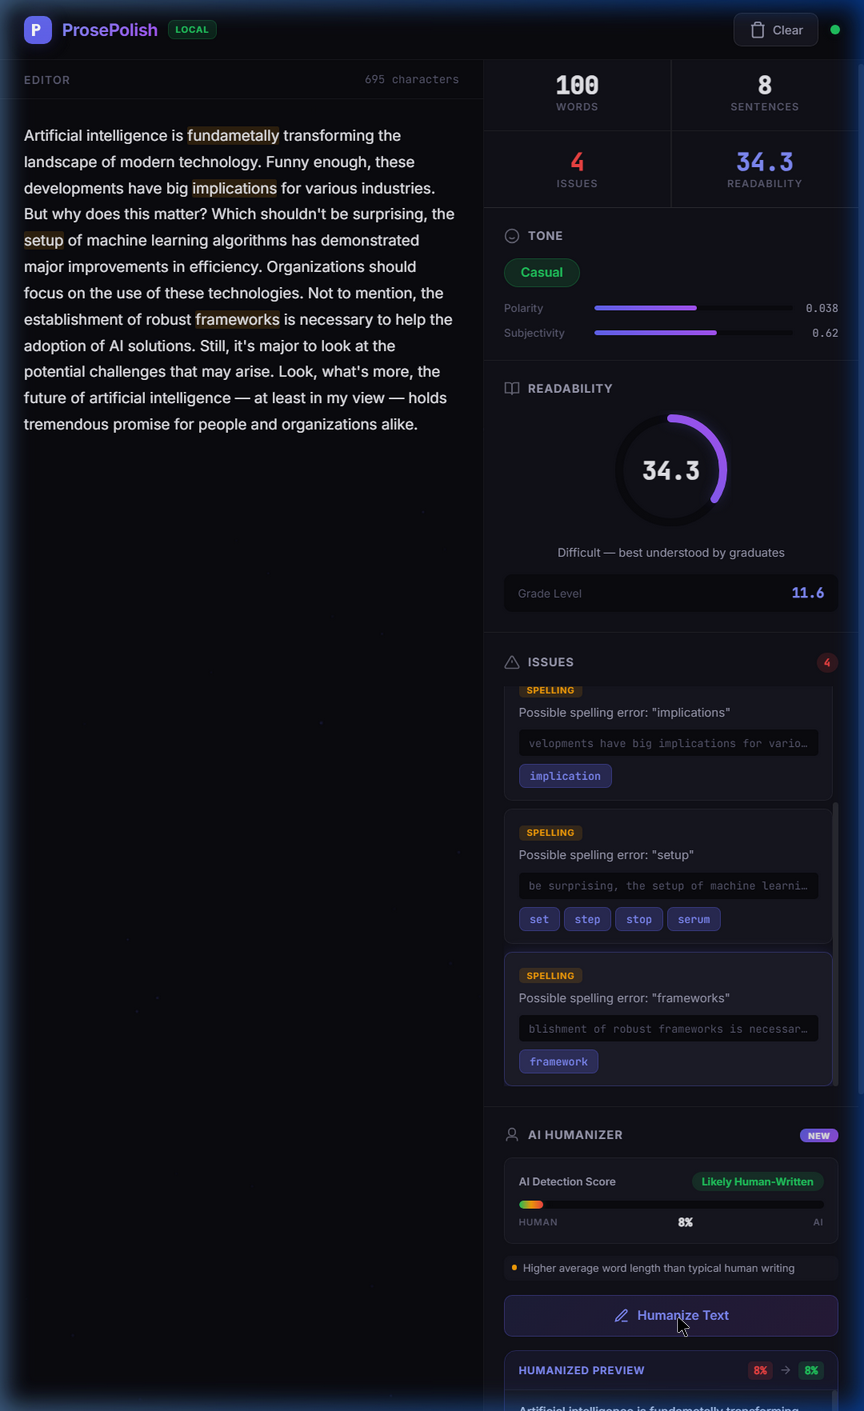 P ProsePolish LOCAL
Clear
EDITOR
695 characters
Artificial intelligence is fundametally transforming the
landscape of modern technology. Funny enough, these
developments have big implications for various industries.
But why does this matter? Which shouldn't be surprising, the
setup of machine learning algorithms has demonstrated
major improvements in efficiency. Organizations should
focus on the use of these technologies. Not to mention, the
establishment of robust frameworks is necessary to help the
adoption of AI solutions. Still, it's major to look at the
potential challenges that may arise. Look, what's more, the
future of artificial intelligence — at least in my view — holds
tremendous promise for people and organizations alike.
100
WORDS
8
SENTENCES
4
ISSUES
34.3
READABILITY
TONE
Casual
Polarity 0.038
Subjectivity 0.62
READABILITY
34.3
Difficult — best understood by graduates
Grade Level 11.6
ISSUES 4
SPELLING
Possible spelling error: "implications"
velopments have big implications for vario…
implication
SPELLING
Possible spelling error: "setup"
be surprising, the setup of machine learni…
set step stop serum
SPELLING
Possible spelling error: "frameworks"
blishment of robust frameworks is necessar…
framework
AI HUMANIZER NEW
AI Detection Score Likely Human-Written
HUMAN 8% AI
Higher average word length than typical human writing
Humanize Text
HUMANIZED PREVIEW 8% → 8%
Artificial intelligence is fundametally transforming